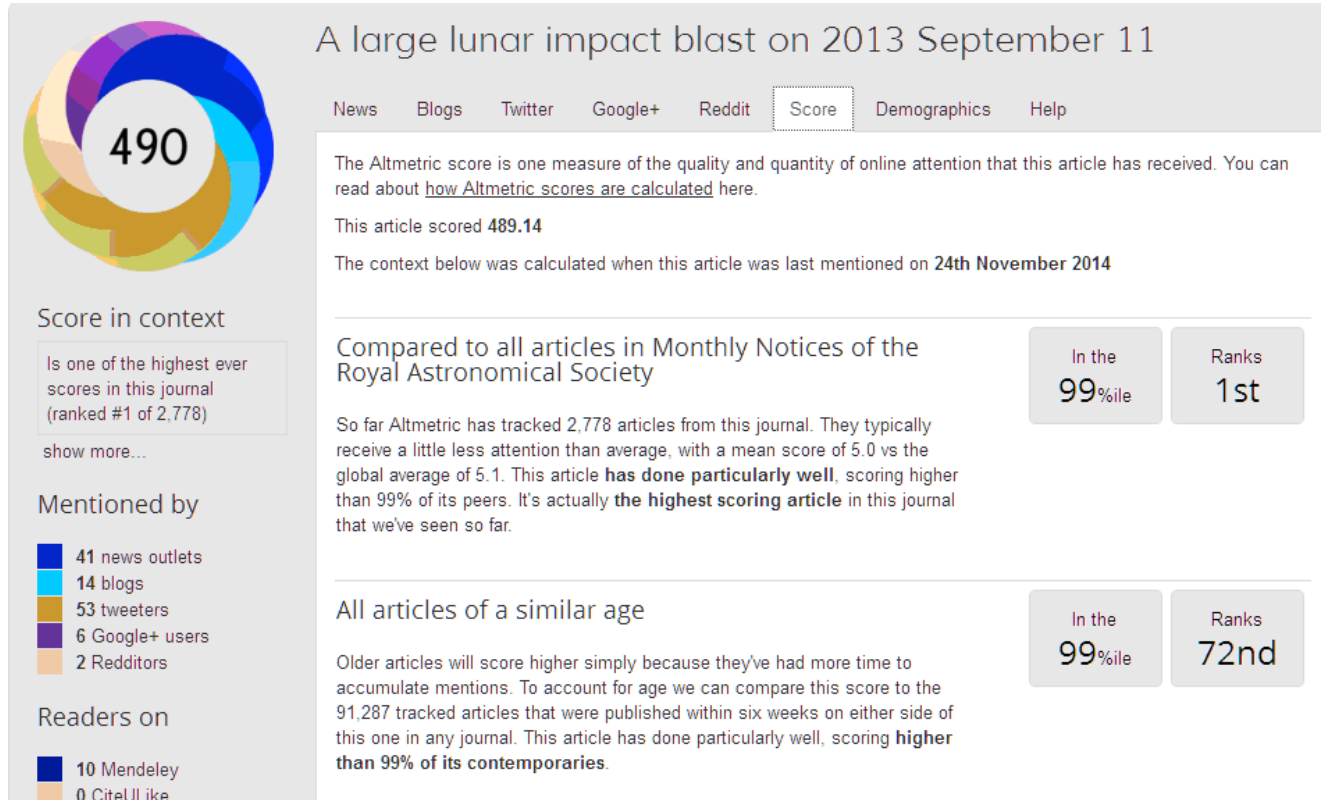 490
Score in context
Is one of the highest ever
scores in this journal
(ranked #1 of 2,778)
show more...
Mentioned by
41 news outlets
14 blogs
53 tweeters
6 Google+ users
2 Redditors
Readers on
10 Mendeley
0 CiteULike
A large lunar impact blast on 2013 September 11
News Blogs Twitter Google+ Reddit Score Demographics Help
The Altmetric score is one measure of the quality and quantity of online attention that this article has received. You can
read about how Altmetric scores are calculated here.
This article scored 489.14
The context below was calculated when this article was last mentioned on 24th November 2014
Compared to all articles in Monthly Notices of the
Royal Astronomical Society
So far Altmetric has tracked 2,778 articles from this journal. They typically
receive a little less attention than average, with a mean score of 5.0 vs the
global average of 5.1. This article has done particularly well, scoring higher
than 99% of its peers. It's actually the highest scoring article in this journal
that we've seen so far.
In the
99%ile
Ranks
1st
All articles of a similar age
Older articles will score higher simply because they've had more time to
accumulate mentions. To account for age we can compare this score to the
91,287 tracked articles that were published within six weeks on either side of
this one in any journal. This article has done particularly well, scoring higher
than 99% of its contemporaries.
In the
99%ile
Ranks
72nd